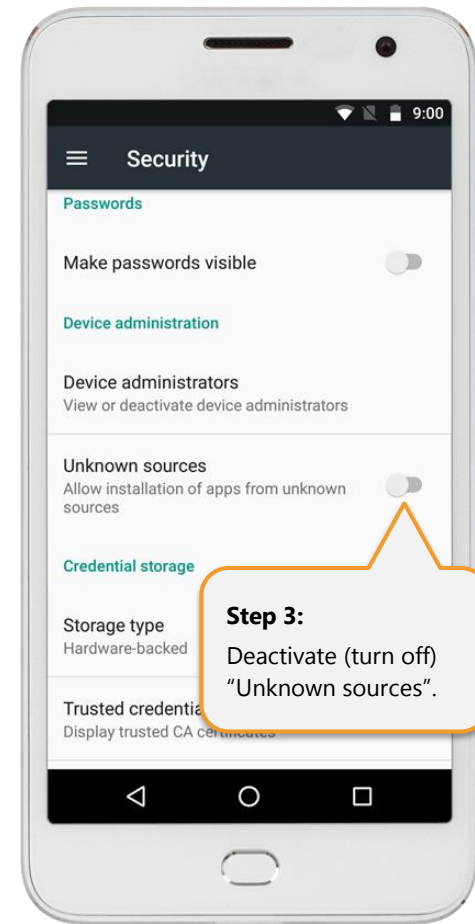 9:00
Security
Passwords
Make passwords visible
Device administration
Device administrators
View or deactivate device administrators
Unknown sources
Allow installation of apps from unknown
sources
Credential storage
Storage type
Hardware-backed
Step 3:
Deactivate (turn off)
“Unknown sources”.
Trusted
Display trusted CA